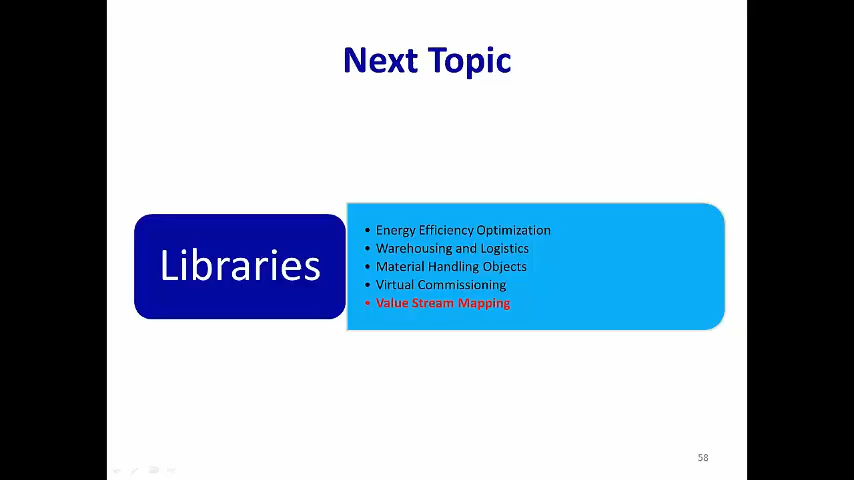 Next Topic
Libraries
• Energy Efficiency Optimization
• Warehousing and Logistics
• Material Handling Objects
• Virtual Commissioning
• Value Stream Mapping
58